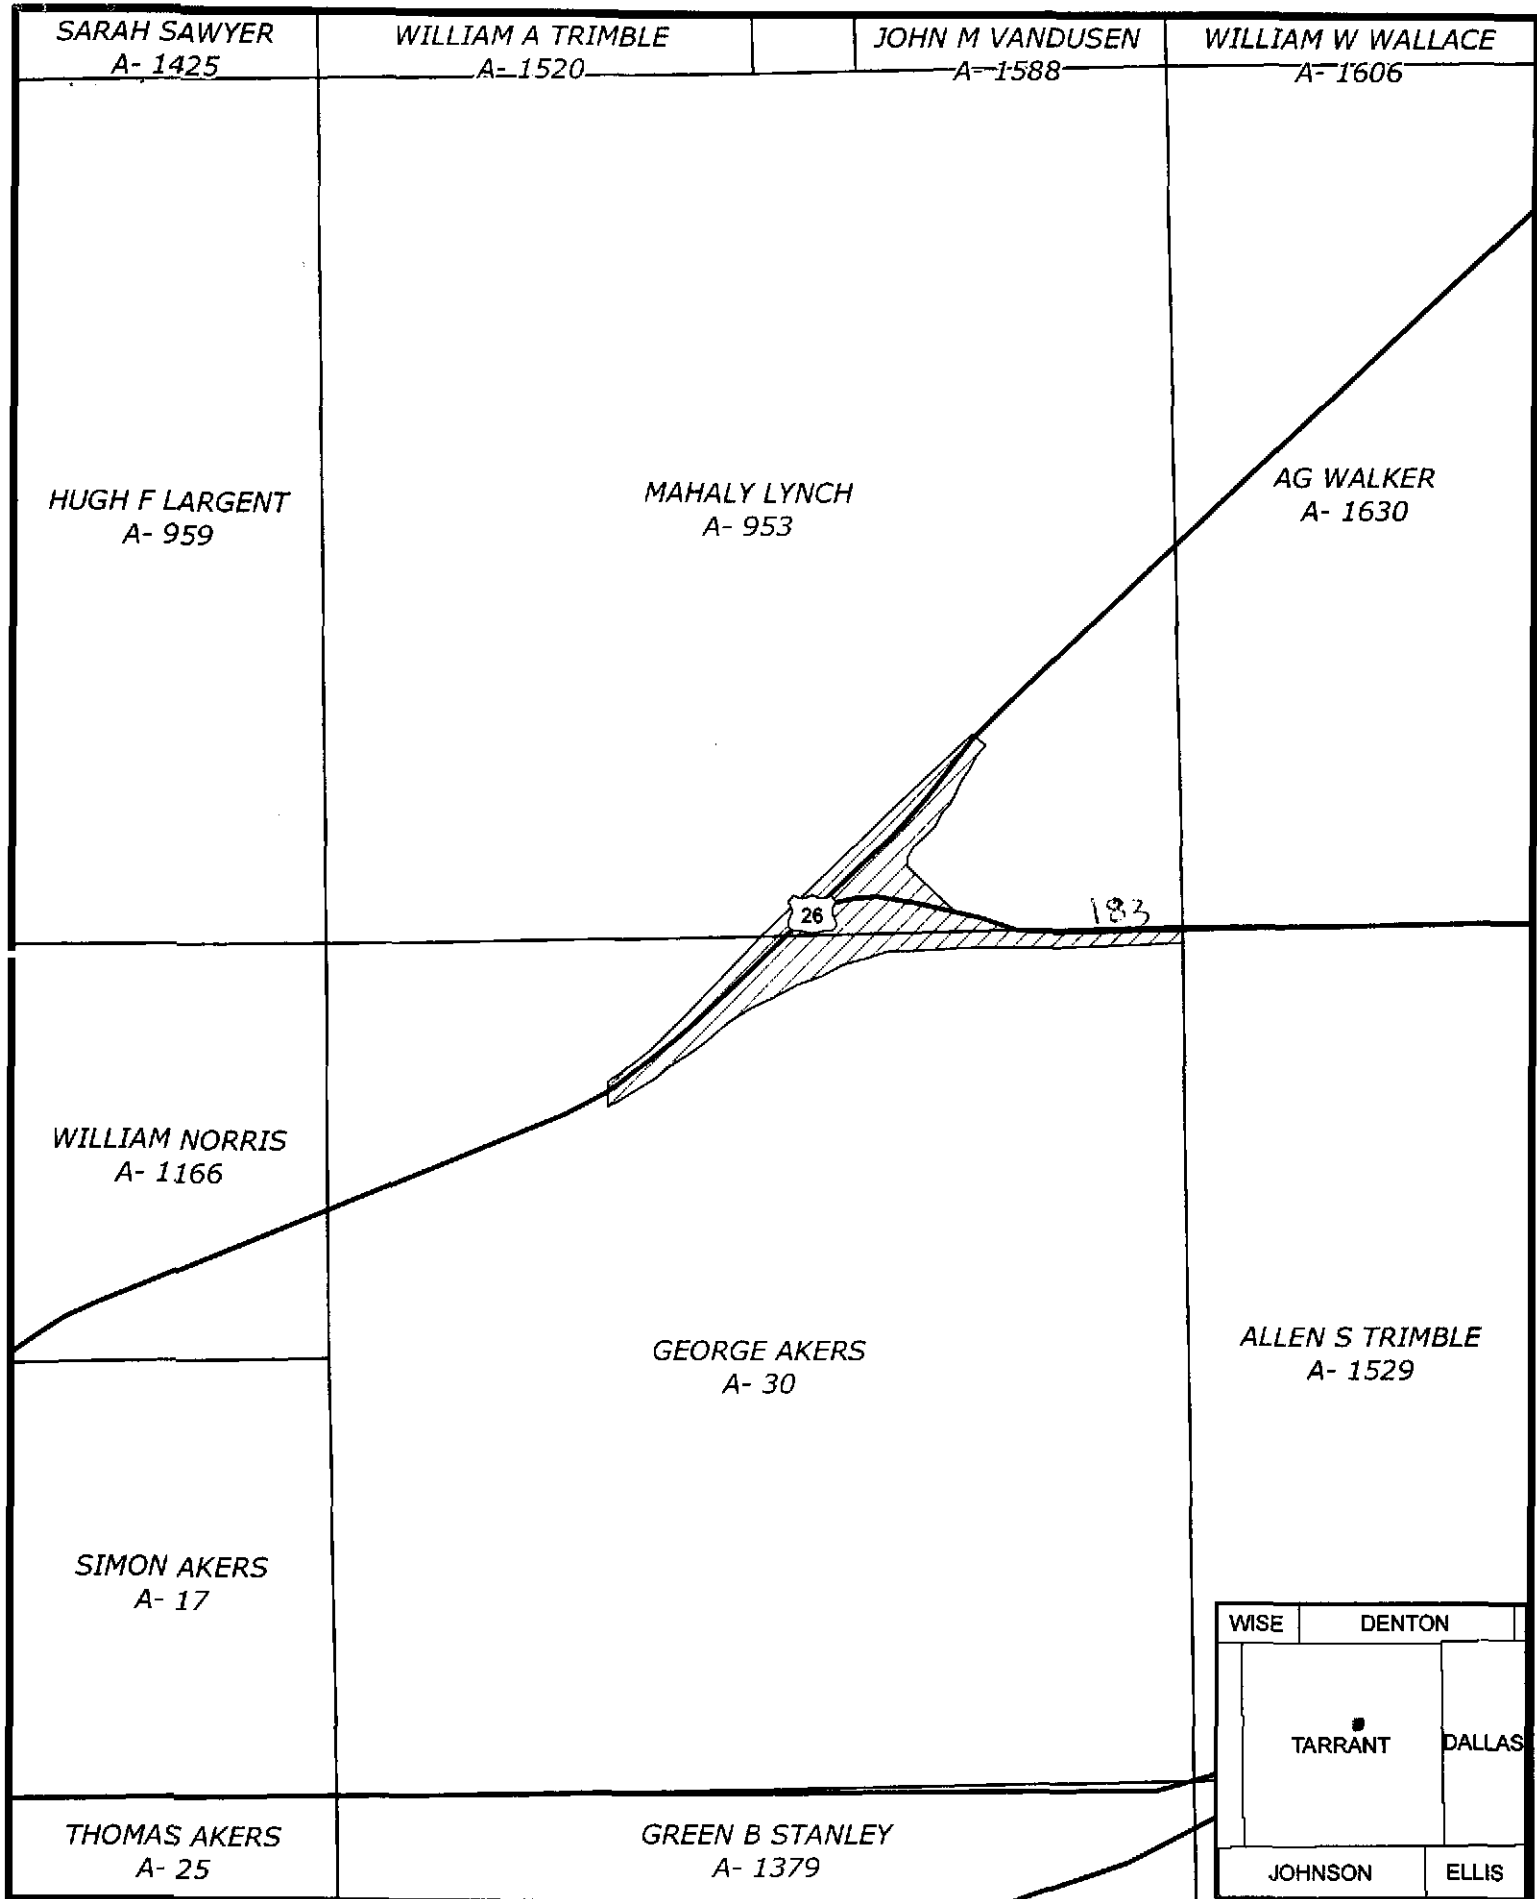 SARAH SAWYER
A- 1425
WILLIAM A TRIMBLE
A- 1520
JOHN M VANDUSEN
A- 1588
WILLIAM W WALLACE
A- 1606
HUGH F LARGENT
A- 959
MAHALY LYNCH
A- 953
AG WALKER
A- 1630
26
183
WILLIAM NORRIS
A- 1166
GEORGE AKERS
A- 30
ALLEN S TRIMBLE
A- 1529
SIMON AKERS
A- 17
WISE
DENTON
TARRANT
DALLAS
JOHNSON
ELLIS
THOMAS AKERS
A- 25
GREEN B STANLEY
A- 1379